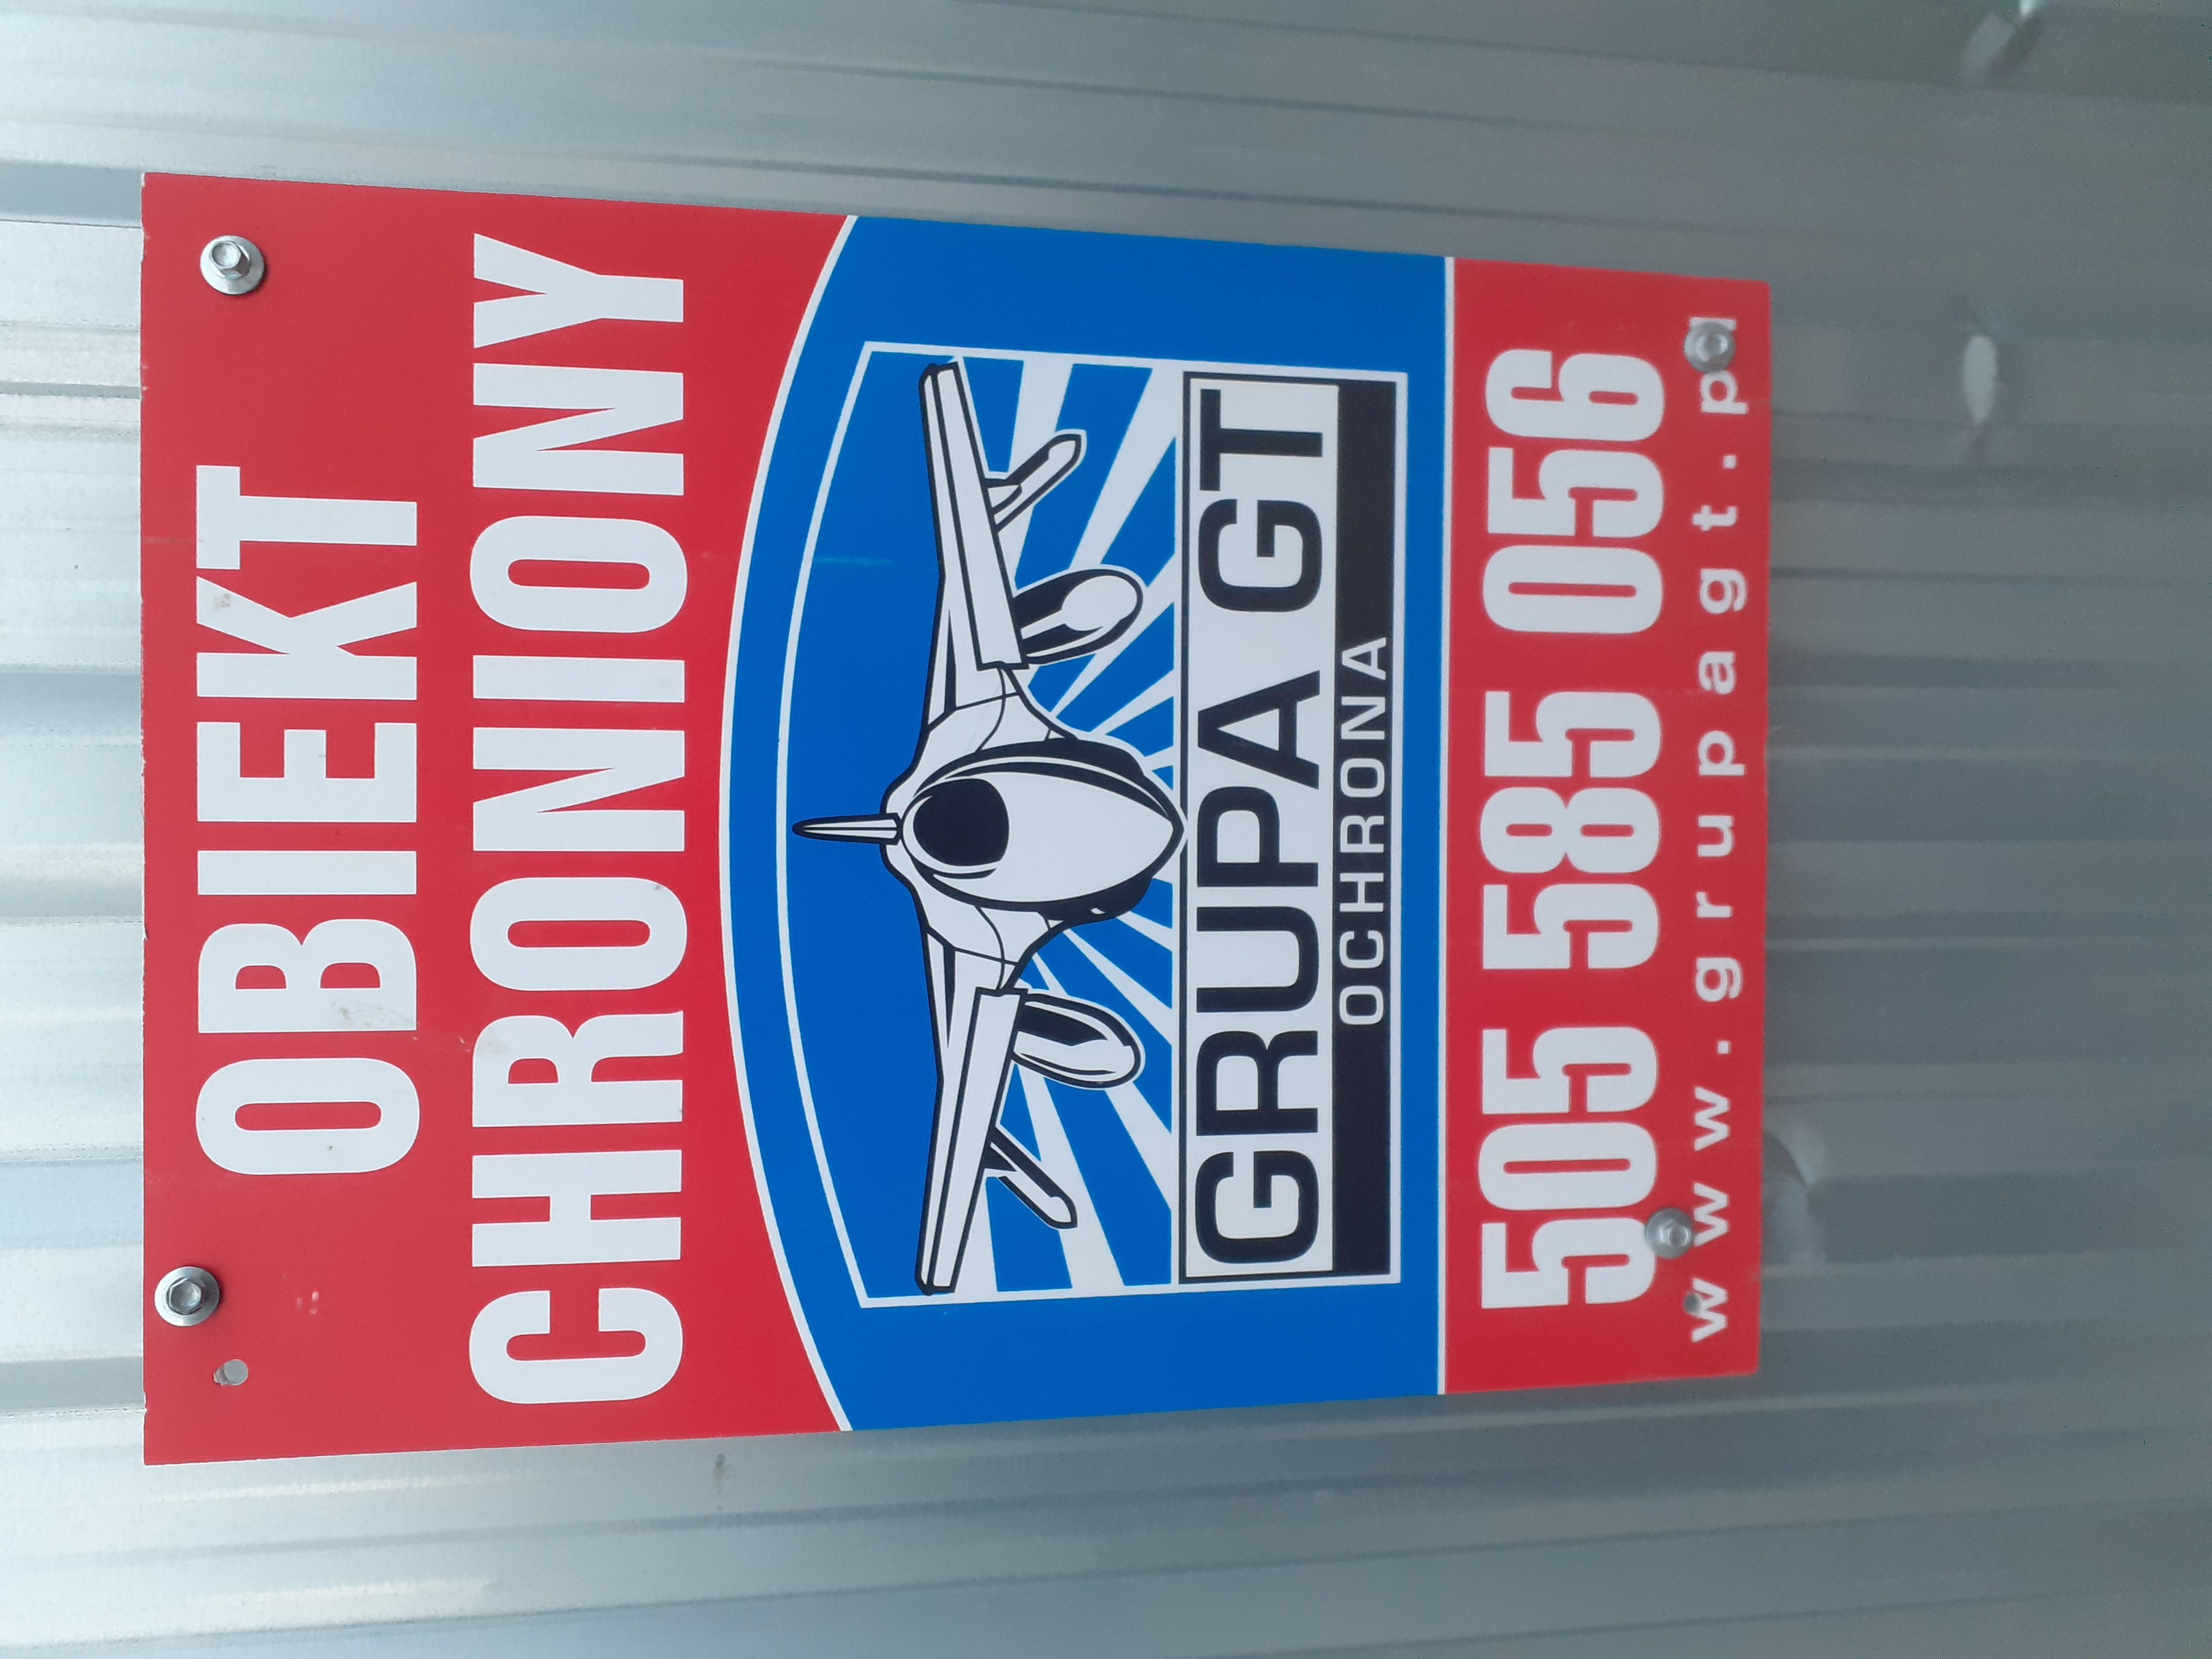 OBIEKT
CHRONIONY
GRUPA GT
OCHRONA
505 585 056
www.grupagt.pl